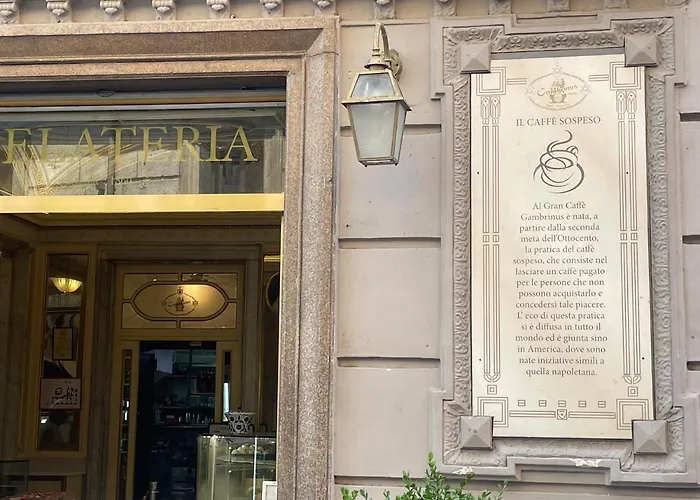 ELATERIA
Gambrinus
IL CAFFÈ SOSPESO
Al Gran Caffè
Gambrinus è nata, a
partire dalla seconda
metà dell'Ottocento,
la pratica del caffè
sospeso, che consiste nel
lasciare un caffè pagato
per le persone che non
possono acquistarlo e
concedersi tale piacere.
L' eco di questa pratica
si è diffusa in tutto il
mondo ed è giunta sino
in America, dove sono
nate iniziative simili a
quella napoletana.